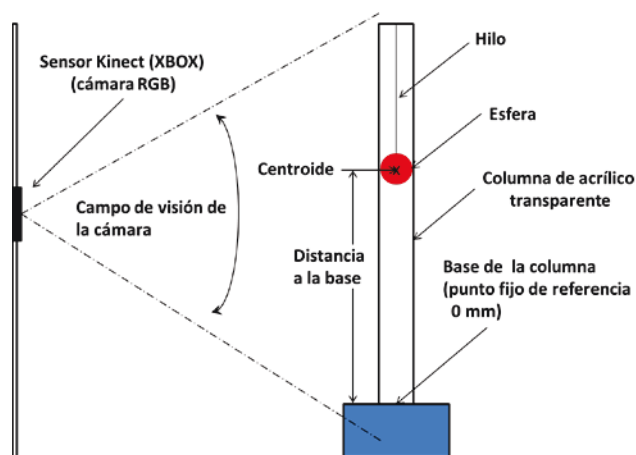 Sensor Kinect (XBOX)
(cámara RGB)
Hilo
Esfera
Centroide
Columna de acrílico
transparente
Campo de visión de
la cámara
Distancia
a la base
Base de la columna
(punto fijo de referencia
0 mm)